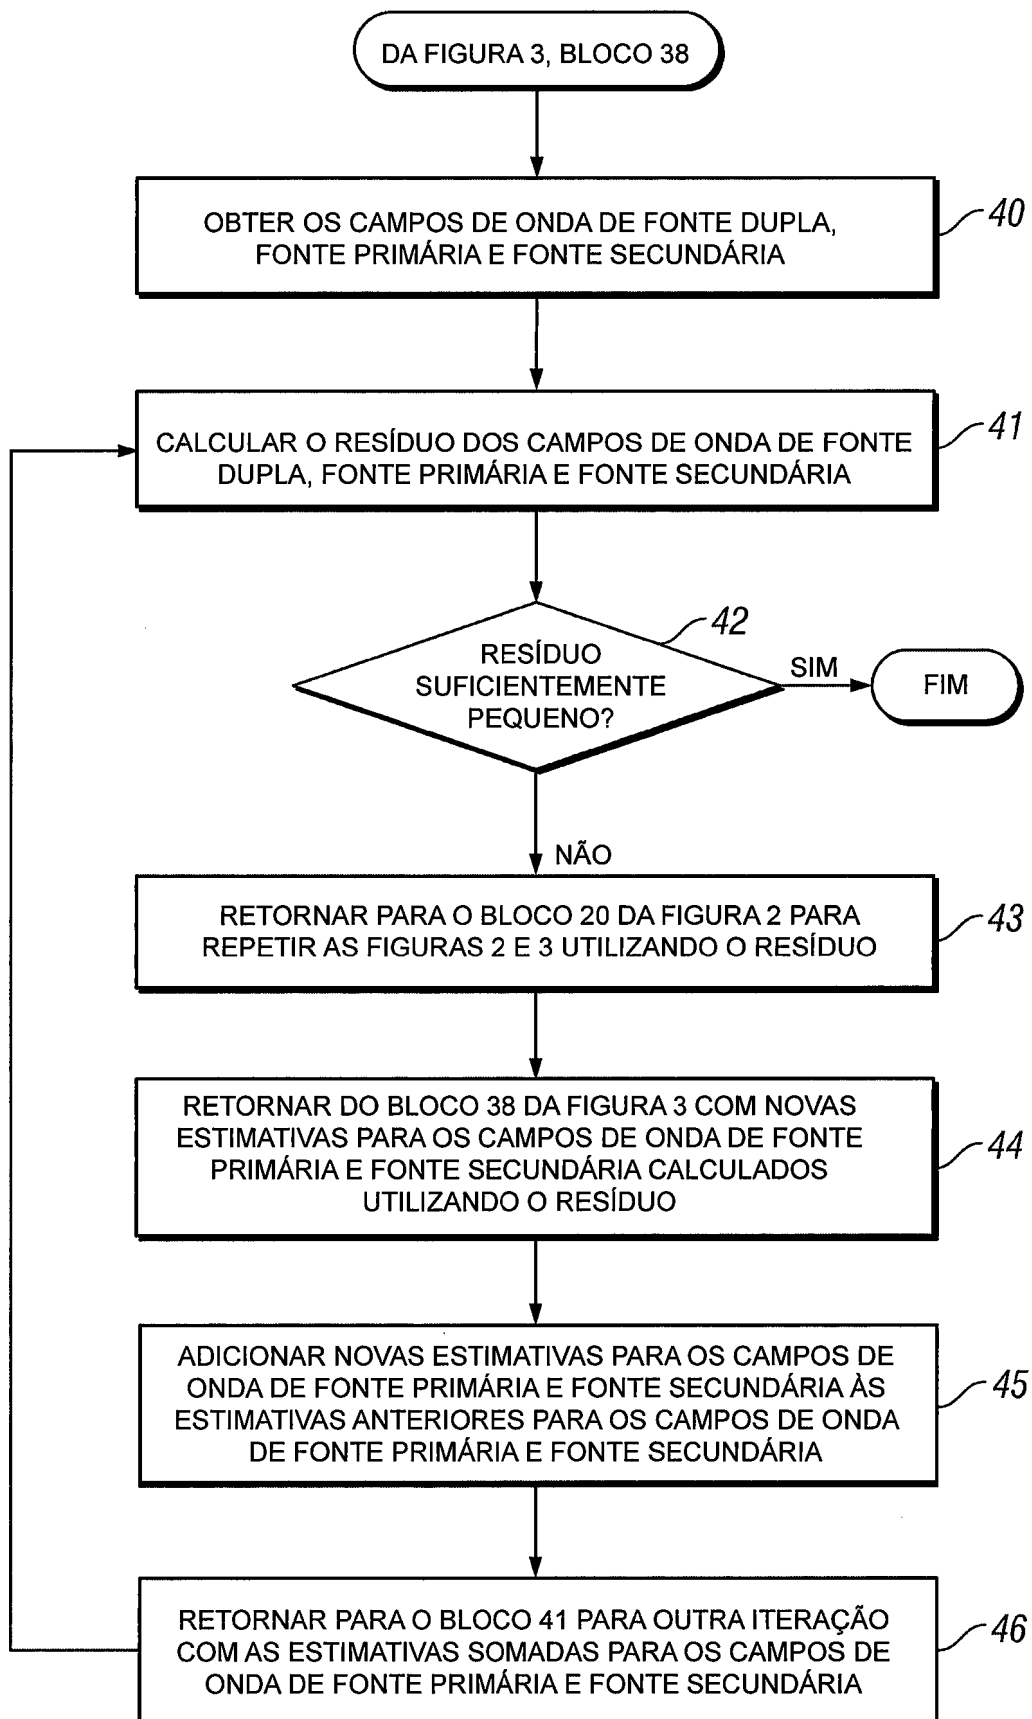 DA FIGURA 3, BLOCO 38
OBTER OS CAMPOS DE ONDA DE FONTE DUPLA,
FONTE PRIMÁRIA E FONTE SECUNDÁRIA
40
CALCULAR O RESÍDUO DOS CAMPOS DE ONDA DE FONTE
DUPLA, FONTE PRIMÁRIA E FONTE SECUNDÁRIA
41
42
RESÍDUO
SUFICIENTEMENTE
PEQUENO?
SIM
FIM
NÃO
RETORNAR PARA O BLOCO 20 DA FIGURA 2 PARA
REPETIR AS FIGURAS 2 E 3 UTILIZANDO O RESÍDUO
43
RETORNAR DO BLOCO 38 DA FIGURA 3 COM NOVAS
ESTIMATIVAS PARA OS CAMPOS DE ONDA DE FONTE
PRIMÁRIA E FONTE SECUNDÁRIA CALCULADOS
UTILIZANDO O RESÍDUO
44
ADICIONAR NOVAS ESTIMATIVAS PARA OS CAMPOS DE
ONDA DE FONTE PRIMÁRIA E FONTE SECUNDÁRIA ÀS
ESTIMATIVAS ANTERIORES PARA OS CAMPOS DE ONDA
DE FONTE PRIMÁRIA E FONTE SECUNDÁRIA
45
RETORNAR PARA O BLOCO 41 PARA OUTRA ITERAÇÃO
COM AS ESTIMATIVAS SOMADAS PARA OS CAMPOS DE
ONDA DE FONTE PRIMÁRIA E FONTE SECUNDÁRIA
46